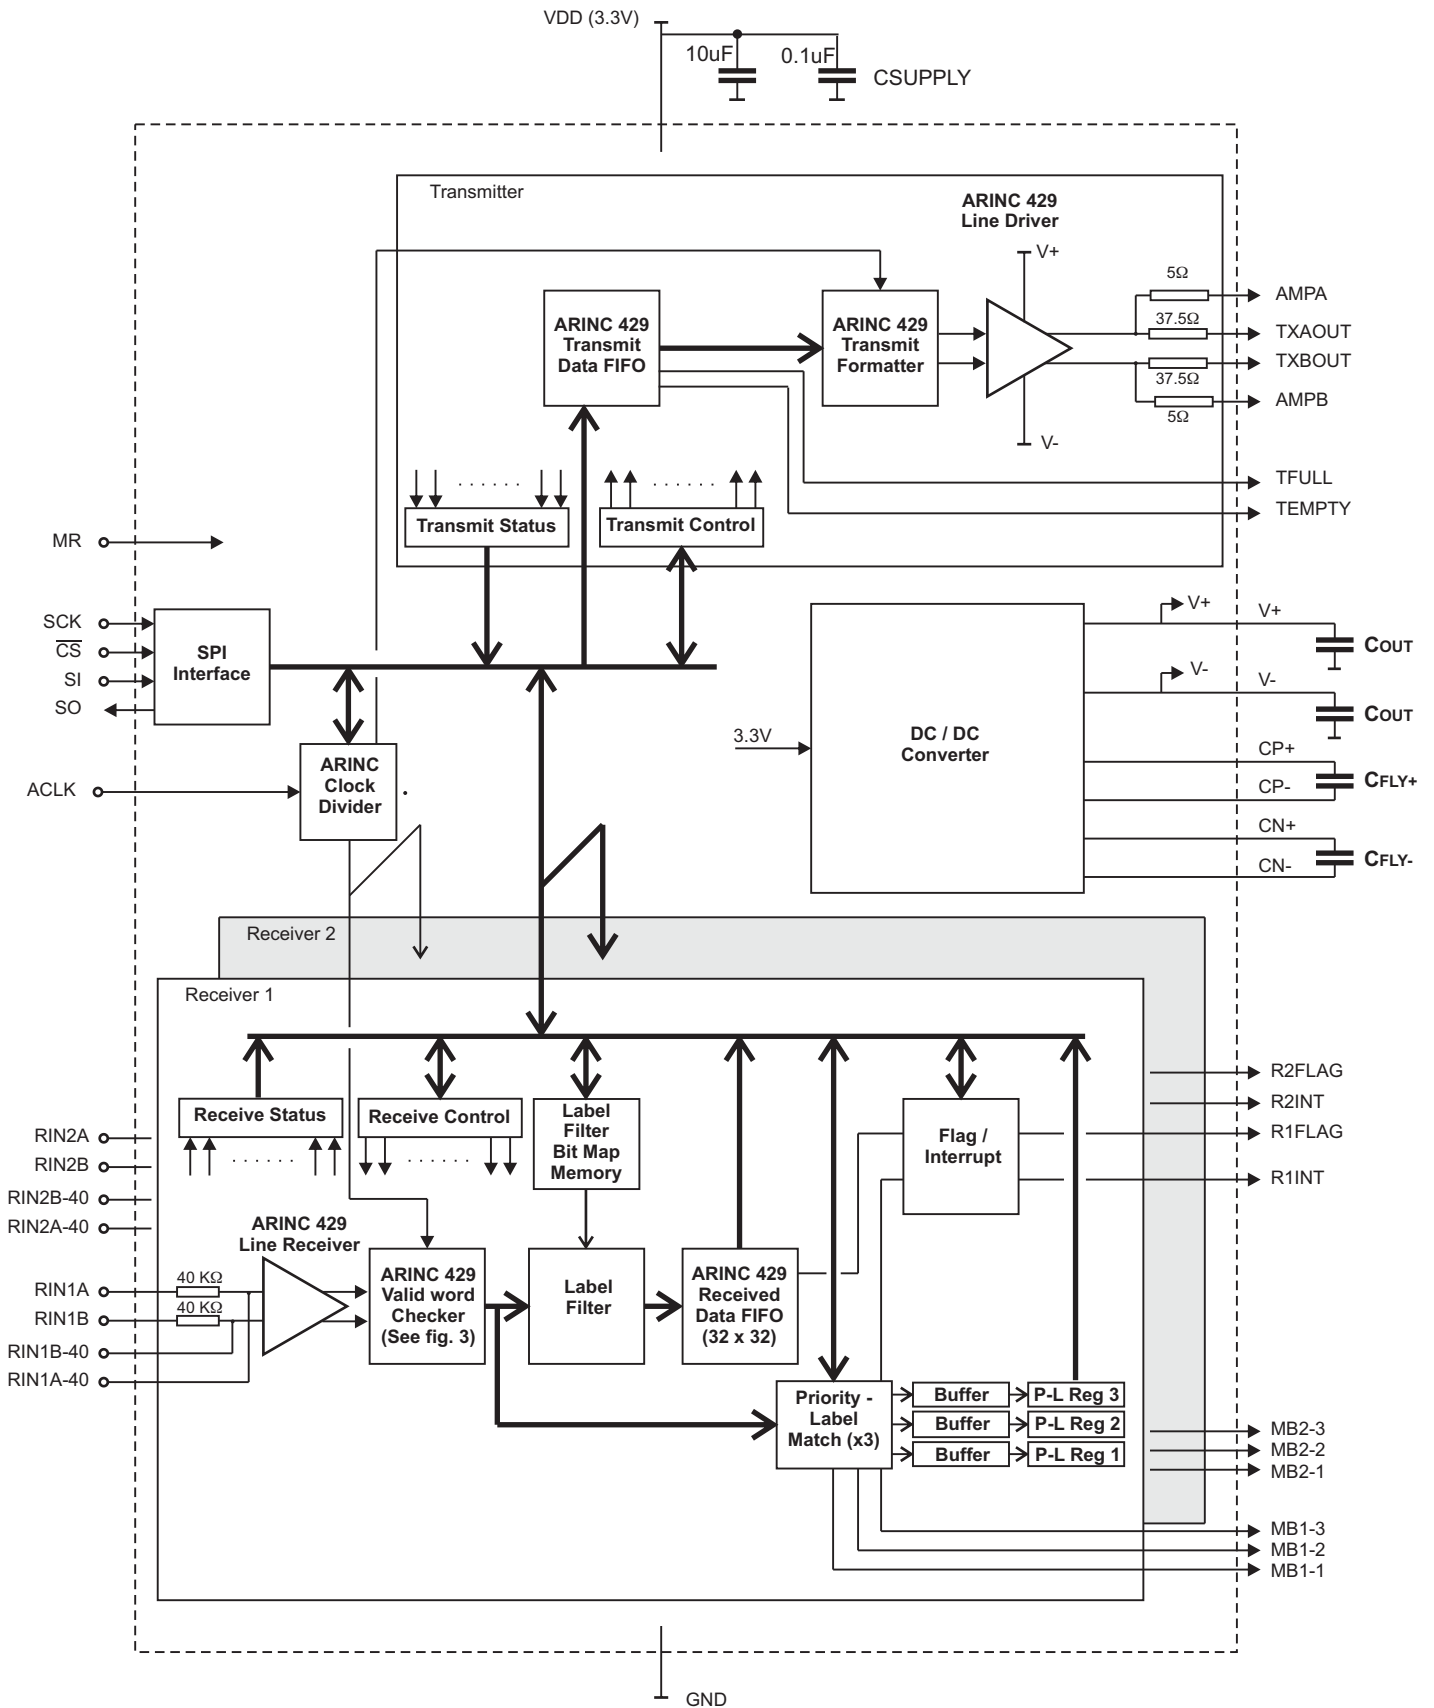 VDD (3.3V)
10uF
0.1uF
CSUPPLY
Transmitter
ARINC 429
Line Driver
V+
5Ω
AMPA
ARINC 429
Transmit
Data FIFO
ARINC 429
Transmit
Formatter
37.5Ω
TXAOUT
TXBOUT
37.5Ω
AMPB
5Ω
V-
TFULL
TEMPTY
. . . . . .
. . . . . .
Transmit Status
Transmit Control
MR
SCK
CS
SI
SO
SPI
Interface
V+
V+
COUT
V-
V-
COUT
3.3V
DC / DC
Converter
CP+
CP-
CFLY+
CN+
CN-
CFLY-
ACLK
ARINC
Clock
Divider
Receiver 2
Receiver 1
R2FLAG
R2INT
R1FLAG
R1INT
Receive Status
. . . . . .
Receive Control
. . . . . .
Label
Filter
Bit Map
Memory
Flag /
Interrupt
RIN2A
RIN2B
RIN2B-40
RIN2A-40
ARINC 429
Line Receiver
RIN1A
40 KΩ
RIN1B
40 KΩ
RIN1B-40
RIN1A-40
ARINC 429
Valid word
Checker
(See fig. 3)
Label
Filter
ARINC 429
Received
Data FIFO
(32 x 32)
Priority -
Label
Match (x3)
Buffer
P-L Reg 3
Buffer
P-L Reg 2
Buffer
P-L Reg 1
MB2-3
MB2-2
MB2-1
MB1-3
MB1-2
MB1-1
GND